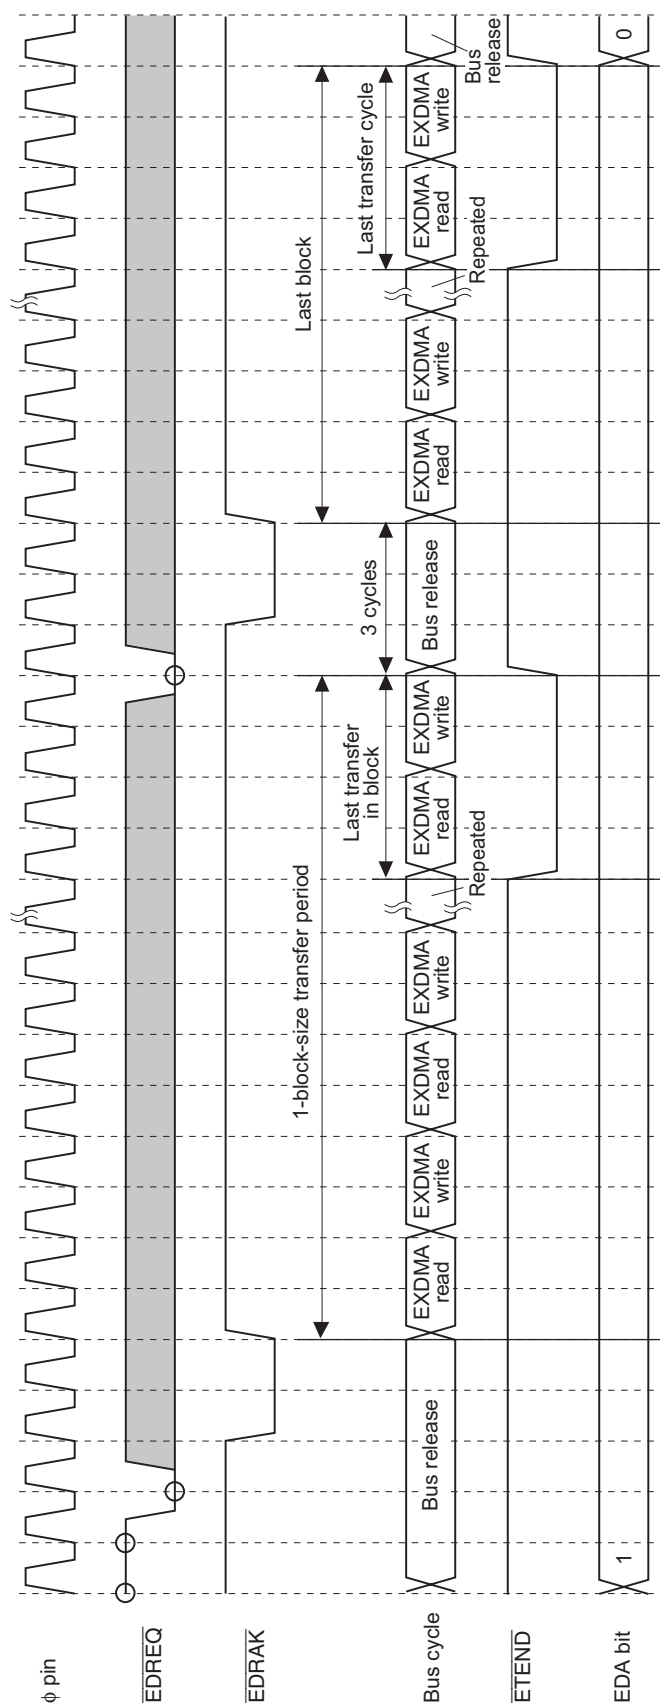 φ pin
EDREQ
EDRAK
1-block-size transfer period
Last block
Last transfer
in block
3 cycles
Last transfer cycle
Bus cycle
Bus release
EXDMA
read
EXDMA
write
EXDMA
read
EXDMA
write
Repeated
EXDMA
read
EXDMA
write
Bus release
EXDMA
read
EXDMA
write
Repeated
EXDMA
read
EXDMA
write
Bus
release
ETEND
EDA bit
1
0